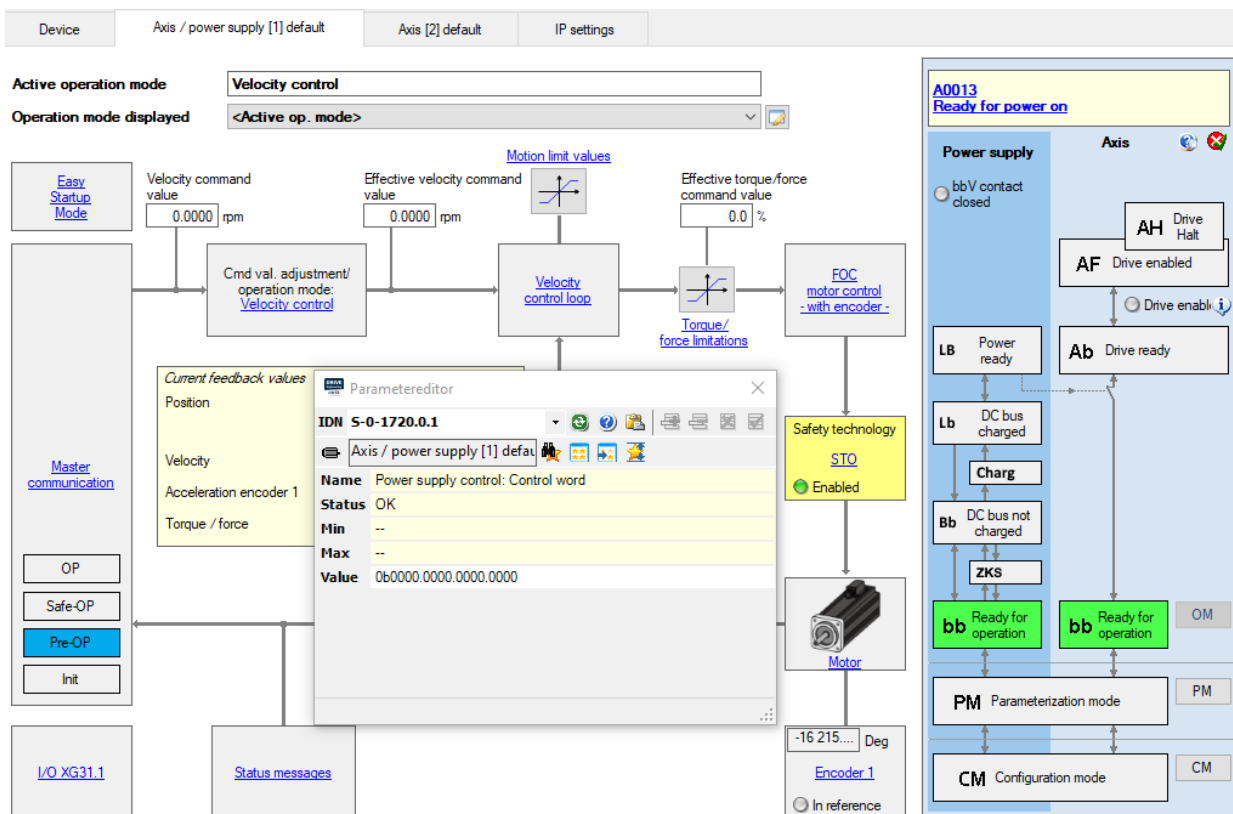 Device
Axis / power supply [1] default
Axis [2] default
IP settings
Active operation mode
Velocity control
Operation mode displayed
<Active op. mode>
Easy
Startup
Mode
Velocity command
value
0.0000 rpm
Effective velocity command
value
0.0000 rpm
Motion limit values
Effective torque/force
command value
0.0 %
Cmd val. adjustment/
operation mode:
Velocity control
Velocity
control loop
Torque/
force limitations
FOC
motor control
- with encoder -
Current feedback values
Position
Velocity
Acceleration encoder 1
Torque / force
Master
communication
OP
Safe-OP
Pre-OP
Init
Parametereditor
IDN S-0-1720.0.1
Axis / power supply [1] defau
Name Power supply control: Control word
Status OK
Min --
Max --
Value 0b0000.0000.0000.0000
Safety technology
STO
Enabled
Motor
-16 215.... Deg
Encoder 1
In reference
I/O XG31.1
Status messages
A0013
Ready for power on
Power supply
Axis
bbV contact
closed
AH Drive
Halt
AF Drive enabled
Drive enabl
LB Power
ready
Ab Drive ready
Lb DC bus
charged
Charg
Bb DC bus not
charged
ZKS
bb Ready for
operation
bb Ready for
operation
OM
PM Parameterization mode
PM
CM Configuration mode
CM